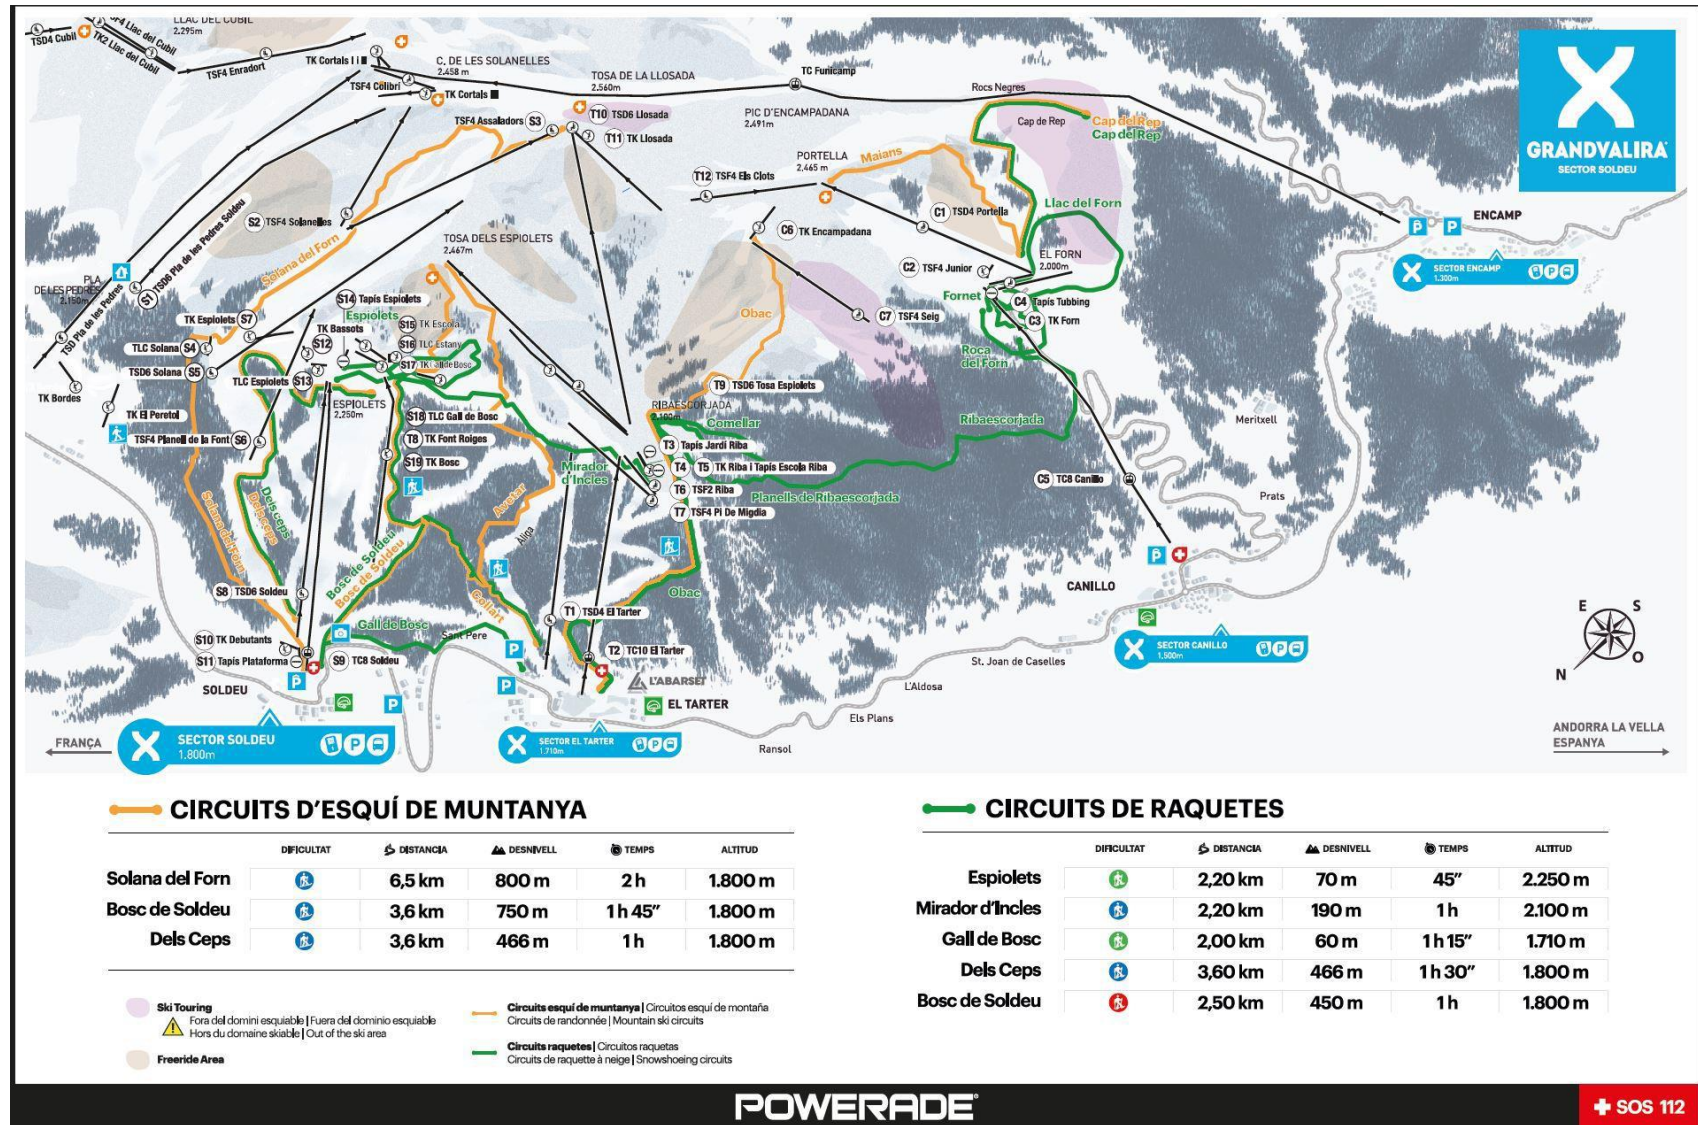 LLAC DEL CUBIL
2.295m
TSF4 Llac del Cubil
TSD4 Cubil
TK2 Llac del Cubil
TSF4 Enradort
TK Cortals I i II
C. DE LES SOLANELLES
2.458 m
TSF4 Colibri
TK Cortals
TOSA DE LA LLOSADA
2.560m
TC Funicamp
Rocs Negres
GRANDVALIRA
SECTOR SOLDEU
TSF4 Assaladors S3
T10 TSD6 Llosada
T11 TK Llosada
PIC D'ENCAMPADANA
2.491m
Cap de Rep
Cap del Rep
Cap del Rep
PORTELLA
2.465 m
Maians
T12 TSF4 Els Clots
Llac del Forn
C1 TSD4 Portella
C6 TK Encampadana
S2 TSF4 Solanelles
Solana del Forn
TOSA DELS ESPIOLETS
2.467m
ENCAMP
SECTOR ENCAMP
1.300m
EL FORN
2.000m
C2 TSF4 Junior
Fornet
C4 Tapís Tubbing
C3 TK Forn
Roca del Forn
PLA DE LES PEDRES
2.150m
S1 TSD6 Pla de les Pedres Soldeu
TSD Pla de les Pedres
S14 Tapís Espiolets
Espiolets
TK Espiolets S7
TK Bassots
S12
S15 TK Escola
S16 TLC Estany
S17 TK Gall de Bosc
TLC Solana S4
TSD6 Solana S5
TLC Espiolets S13
ESPIOLETS
2.250m
Obac
C7 TSF4 Seig
T9 TSD6 Tosa Espiolets
RIBAESCORJADA
2.100m
Comellar
Ribaescorjada
Meritxell
TK Bordes
TK El Peretol
TSF4 Planell de la Font S6
S18 TLC Gall de Bosc
T8 TK Font Roiges
S19 TK Bosc
Mirador d'Incles
T3 Tapís Jardí Riba
T4
T5 TK Riba i Tapís Escola Riba
T6 TSF2 Riba
T7 TSF4 Pi De Migdia
Planells de Ribaescorjada
C5 TC8 Canillo
Prats
Solana del Forn
Dels ceps
Dels ceps
Avetar
Àliga
Bosc de Soldeu
Bosc de Soldeu
Collart
Obac
CANILLO
S8 TSD6 Soldeu
T1 TSD4 El Tarter
Gall de Bosc
Sant Pere
S10 TK Debutants
S11 Tapís Plataforma
S9 TC8 Soldeu
T2 TC10 El Tarter
L'ABARSET
SOLDEU
EL TARTER
SECTOR CANILLO
1.500m
St. Joan de Caselles
L'Aldosa
Els Plans
Ransol
E S
N O
FRANÇA
SECTOR SOLDEU
1.800m
SECTOR EL TARTER
1.710m
ANDORRA LA VELLA
ESPANYA
CIRCUITS D'ESQUÍ DE MUNTANYA
DIFICULTAT DISTANCIA DESNIVELL TEMPS ALTITUD
Solana del Forn 6,5 km 800 m 2 h 1.800 m
Bosc de Soldeu 3,6 km 750 m 1 h 45” 1.800 m
Dels Ceps 3,6 km 466 m 1 h 1.800 m
CIRCUITS DE RAQUETES
DIFICULTAT DISTANCIA DESNIVELL TEMPS ALTITUD
Espiolets 2,20 km 70 m 45” 2.250 m
Mirador d'Incles 2,20 km 190 m 1 h 2.100 m
Gall de Bosc 2,00 km 60 m 1 h 15” 1.710 m
Dels Ceps 3,60 km 466 m 1 h 30” 1.800 m
Bosc de Soldeu 2,50 km 450 m 1 h 1.800 m
Ski Touring
Fora del domini esquiable | Fuera del dominio esquiable
Hors du domaine skiable | Out of the ski area
Freeride Area
Circuits esquí de muntanya | Circuitos esquí de montaña
Circuits de randonnée | Mountain ski circuits
Circuits raquetes | Circuitos raquetas
Circuits de raquette à neige | Snowshoeing circuits
POWERADE
SOS 112